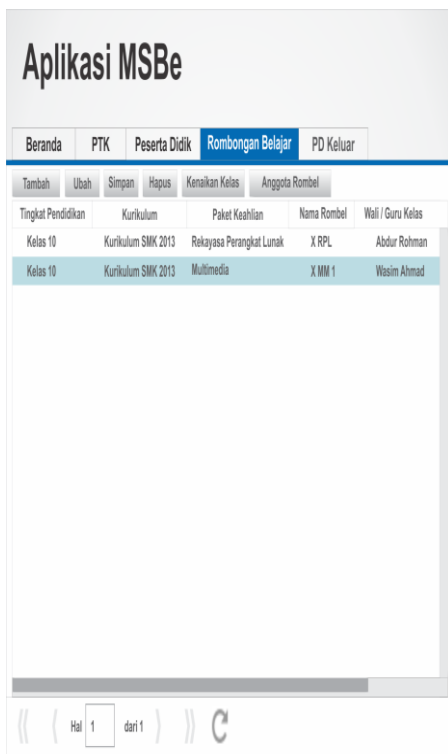 Aplikasi MSBe
Beranda PTK Peserta Didik Rombongan Belajar PD Keluar
Tambah Ubah Simpan Hapus Kenaikan Kelas Anggota Rombel
Tingkat Pendidikan Kurikulum Paket Keahlian Nama Rombel Wali / Guru Kelas
Kelas 10 Kurikulum SMK 2013 Rekayasa Perangkat Lunak X RPL Abdur Rohman
Kelas 10 Kurikulum SMK 2013 Multimedia X MM 1 Wasim Ahmad
Hal 1 dari 1